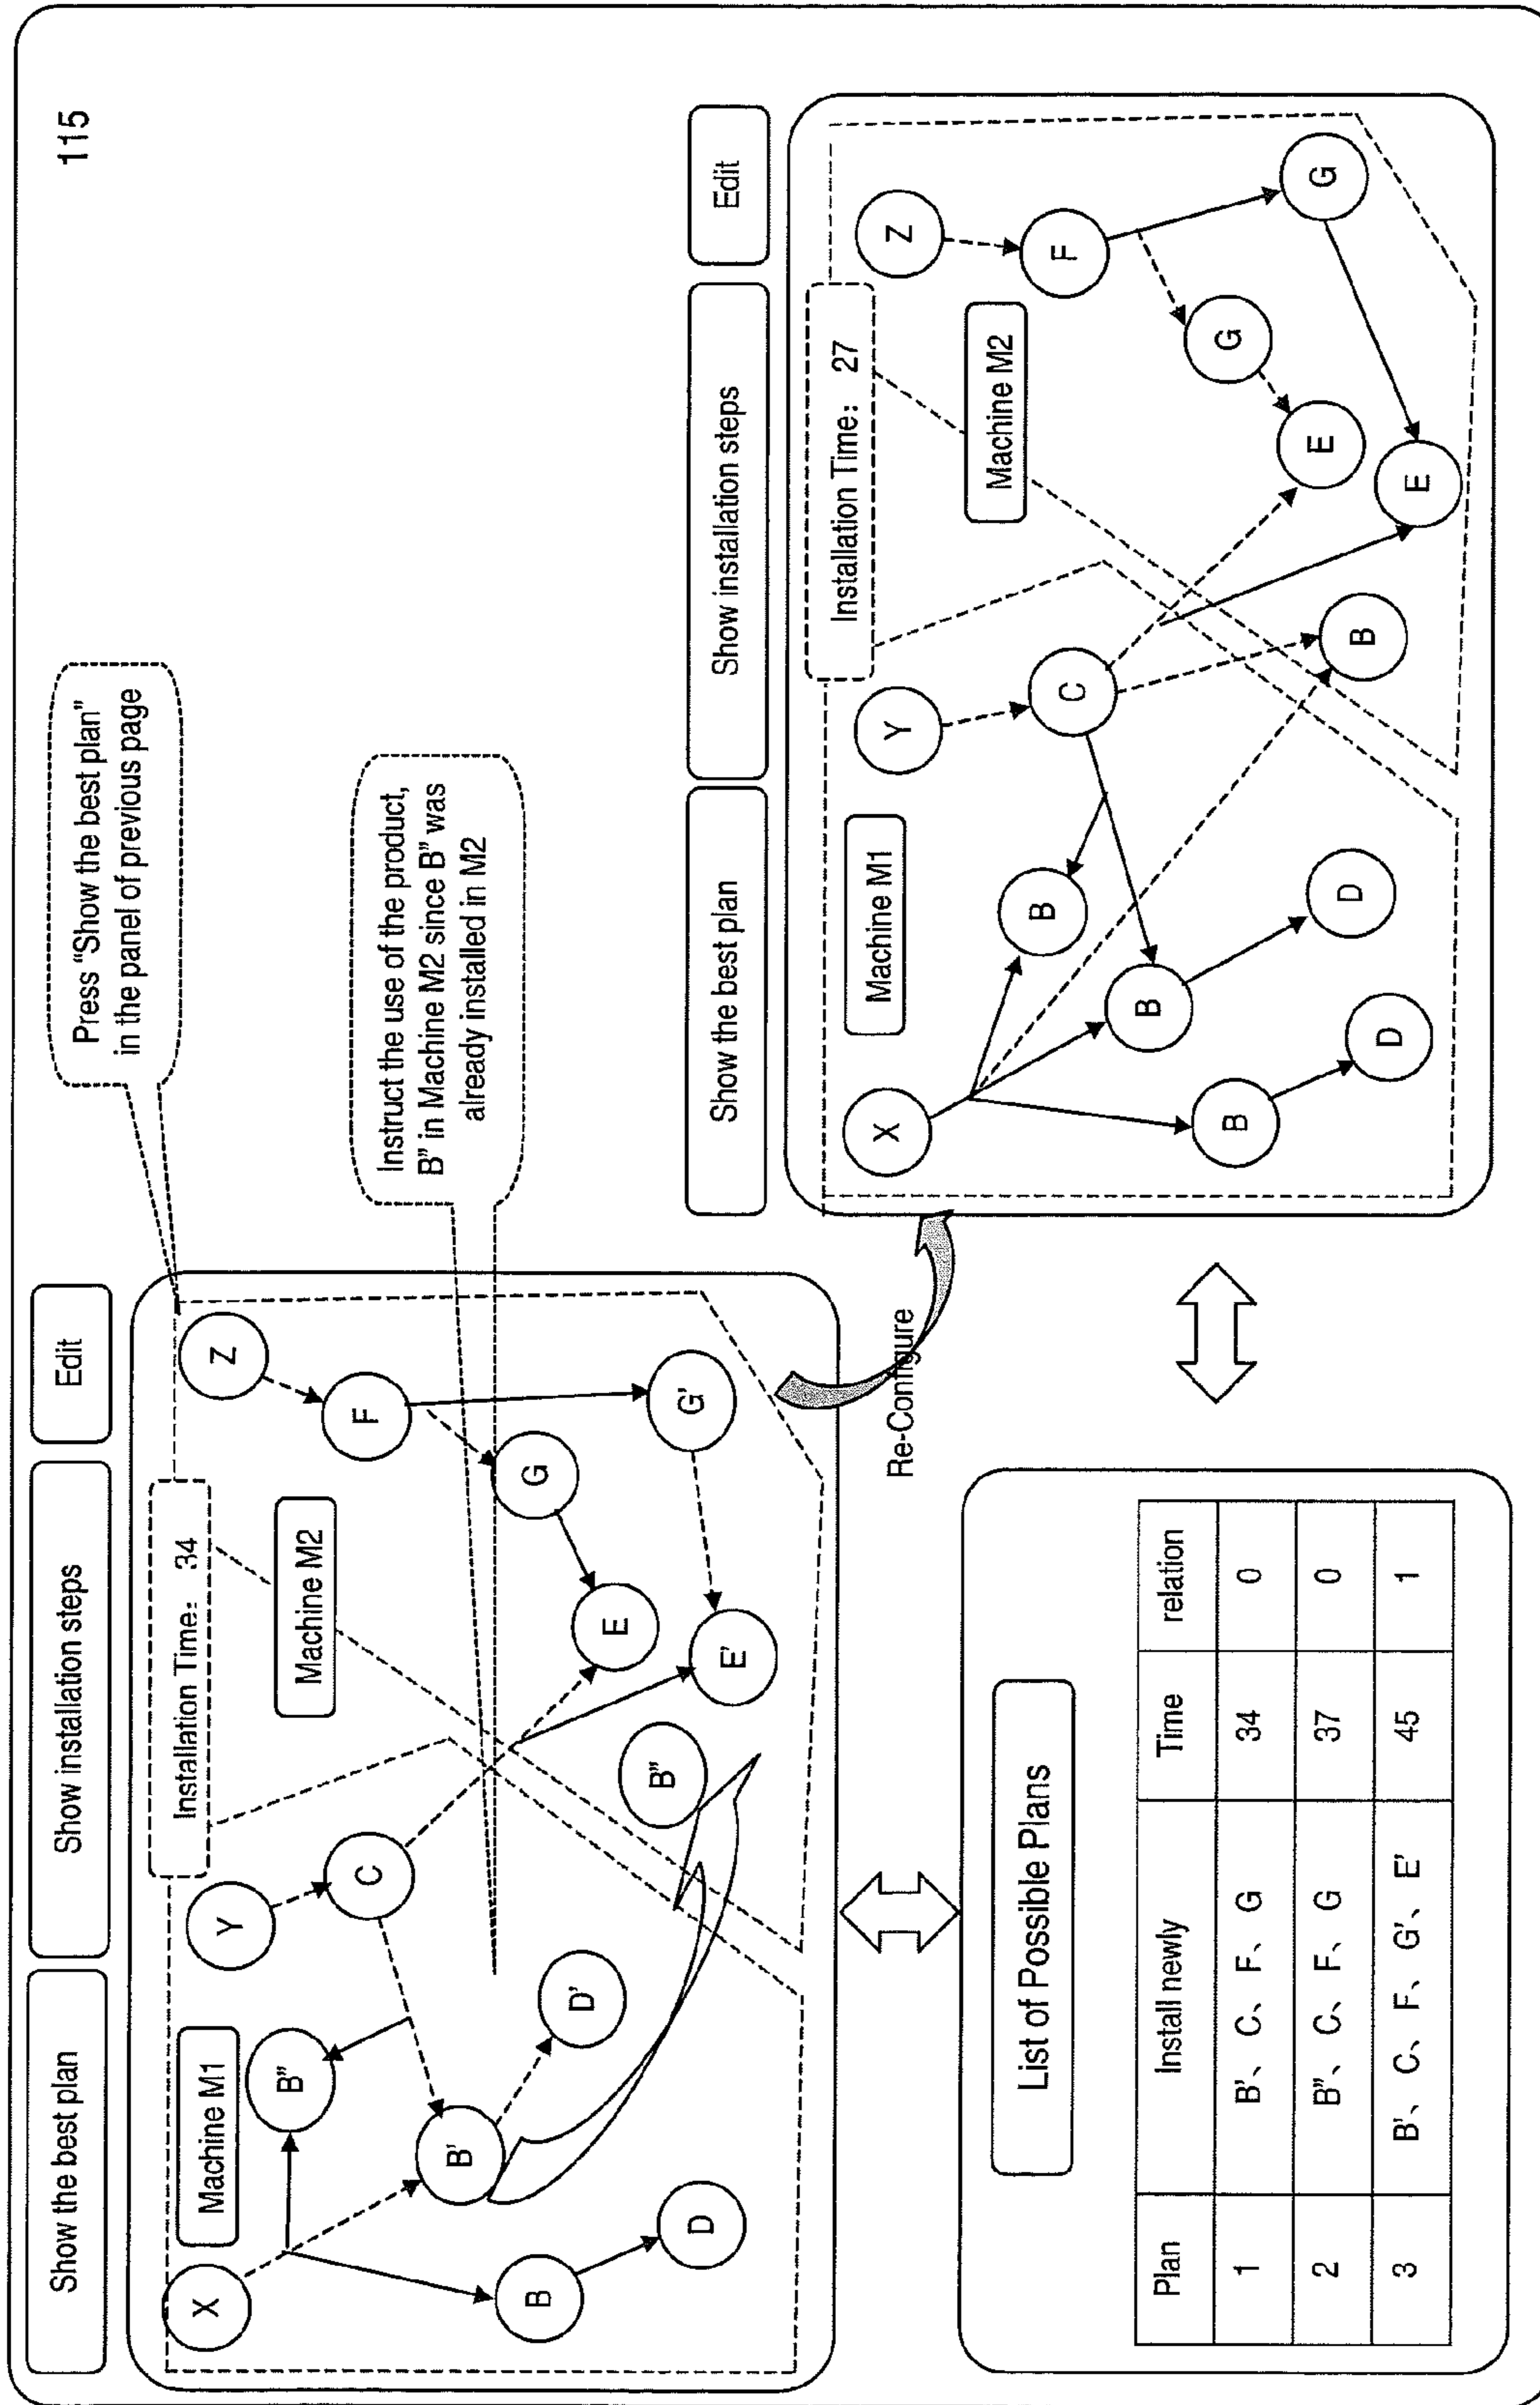 115
Press “Show the best plan”
in the panel of previous page
Show the best plan
Show installation steps
Edit
Installation Time: 34
Machine M1
Machine M2
X
Y
Z
B"
C
F
B'
G
B
D'
E
G'
D
B"
E'
Instruct the use of the product,
B" in Machine M2 since B" was
already installed in M2
Re-Configure
Show the best plan
Show installation steps
Edit
Installation Time: 27
Machine M1
Machine M2
X
Y
Z
B
C
F
B
G
B
D
E
G
D
B
E
List of Possible Plans
Plan Install newly Time relation
1 B'、C、F、G 34 0
2 B"、C、F、G 37 0
3 B'、C、F、G'、E' 45 1